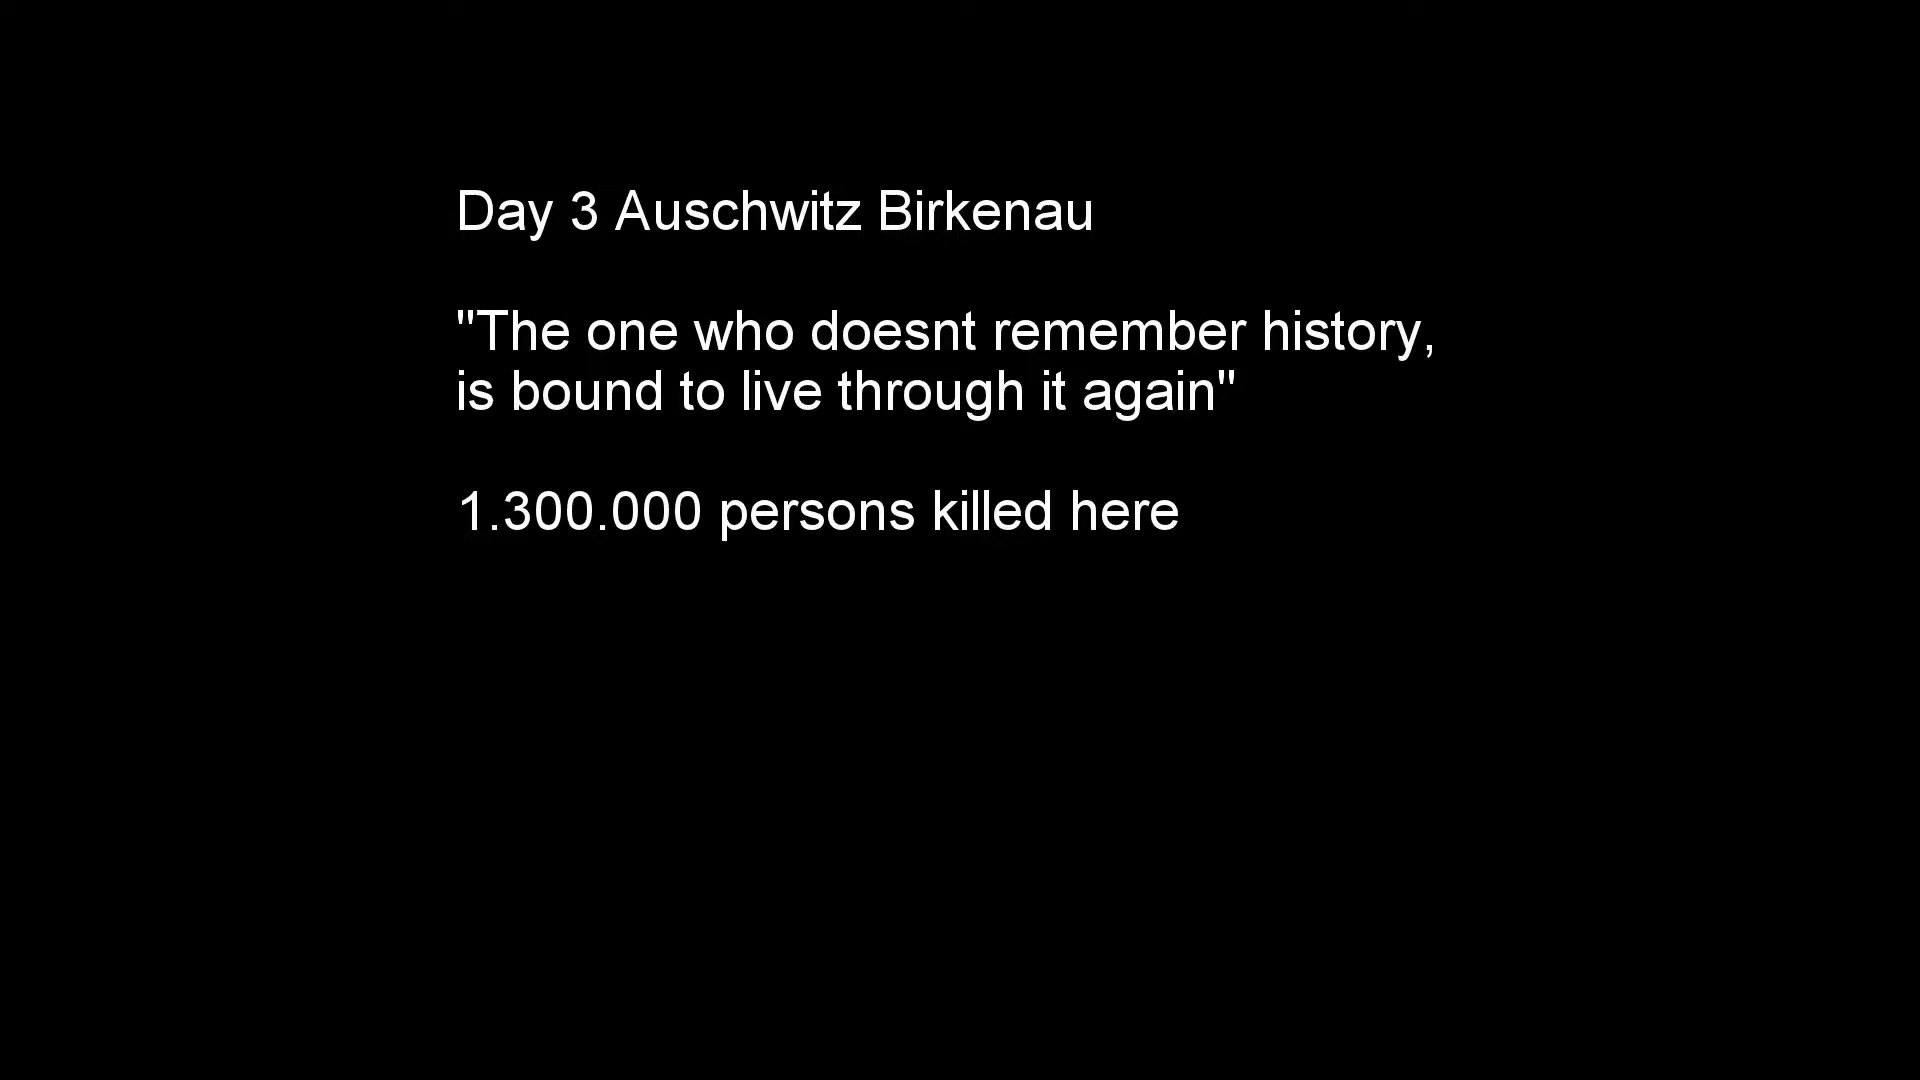 Day 3 Auschwitz Birkenau
"The one who doesnt remember history,
is bound to live through it again"
1.300.000 persons killed here